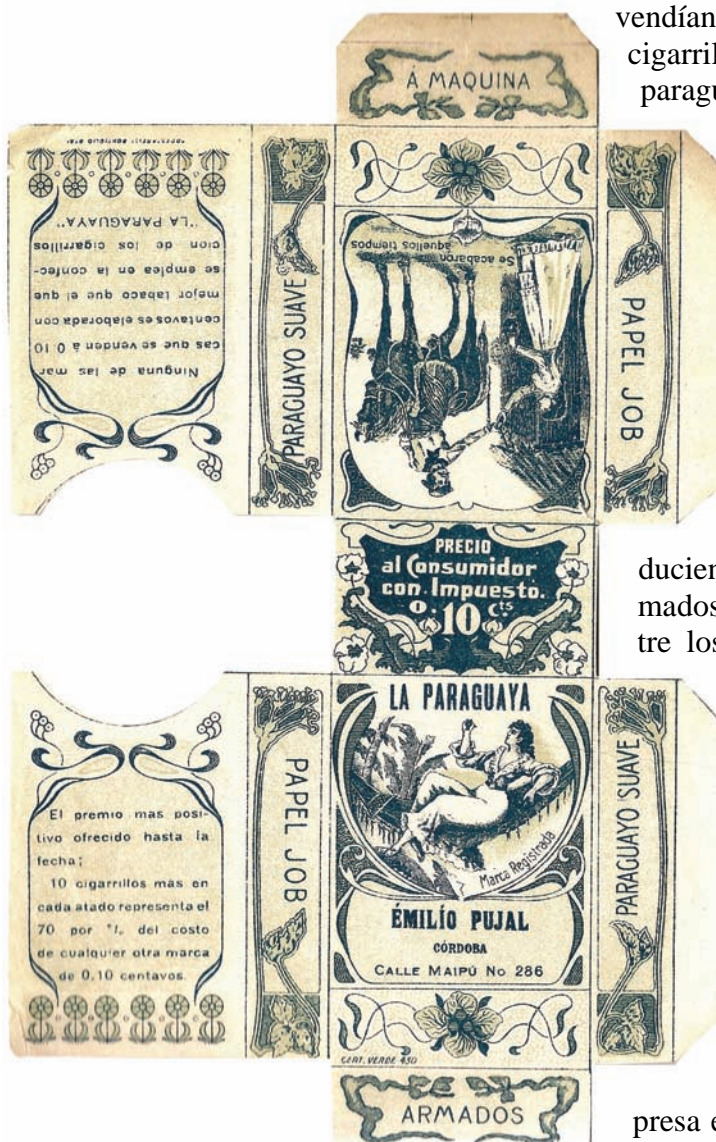 vendían
cigarril
paragu
Á MAQUINA
Ninguna de las mar
cas que se venden á 0 10
centavos es elaborada con
mejor tabaco que el que
se emplea en la confec-
cion de los cigarrillos
"LA PARAGUAYA"
PARAGUAYO SUAVE
Se acabaron
aquellos tiempos
PAPEL JOB
PRECIO
al Consumidor
con Impuesto.
0.10 Cts
ducien
mados
tre los
El premio mas posi-
tivo ofrecido hasta la
fecha;
10 cigarrillos más en
cada atado representa el
70 por %. del costo
de cualquier otra marca
de 0,10 centavos.
PAPEL JOB
LA PARAGUAYA
Marca Registrada
ÉMILÍO PUJAL
CÓRDOBA
CALLE MAIPÚ No 286
PARAGUAYO SUAVE
CERT. VERDE 450
ARMADOS
presa e